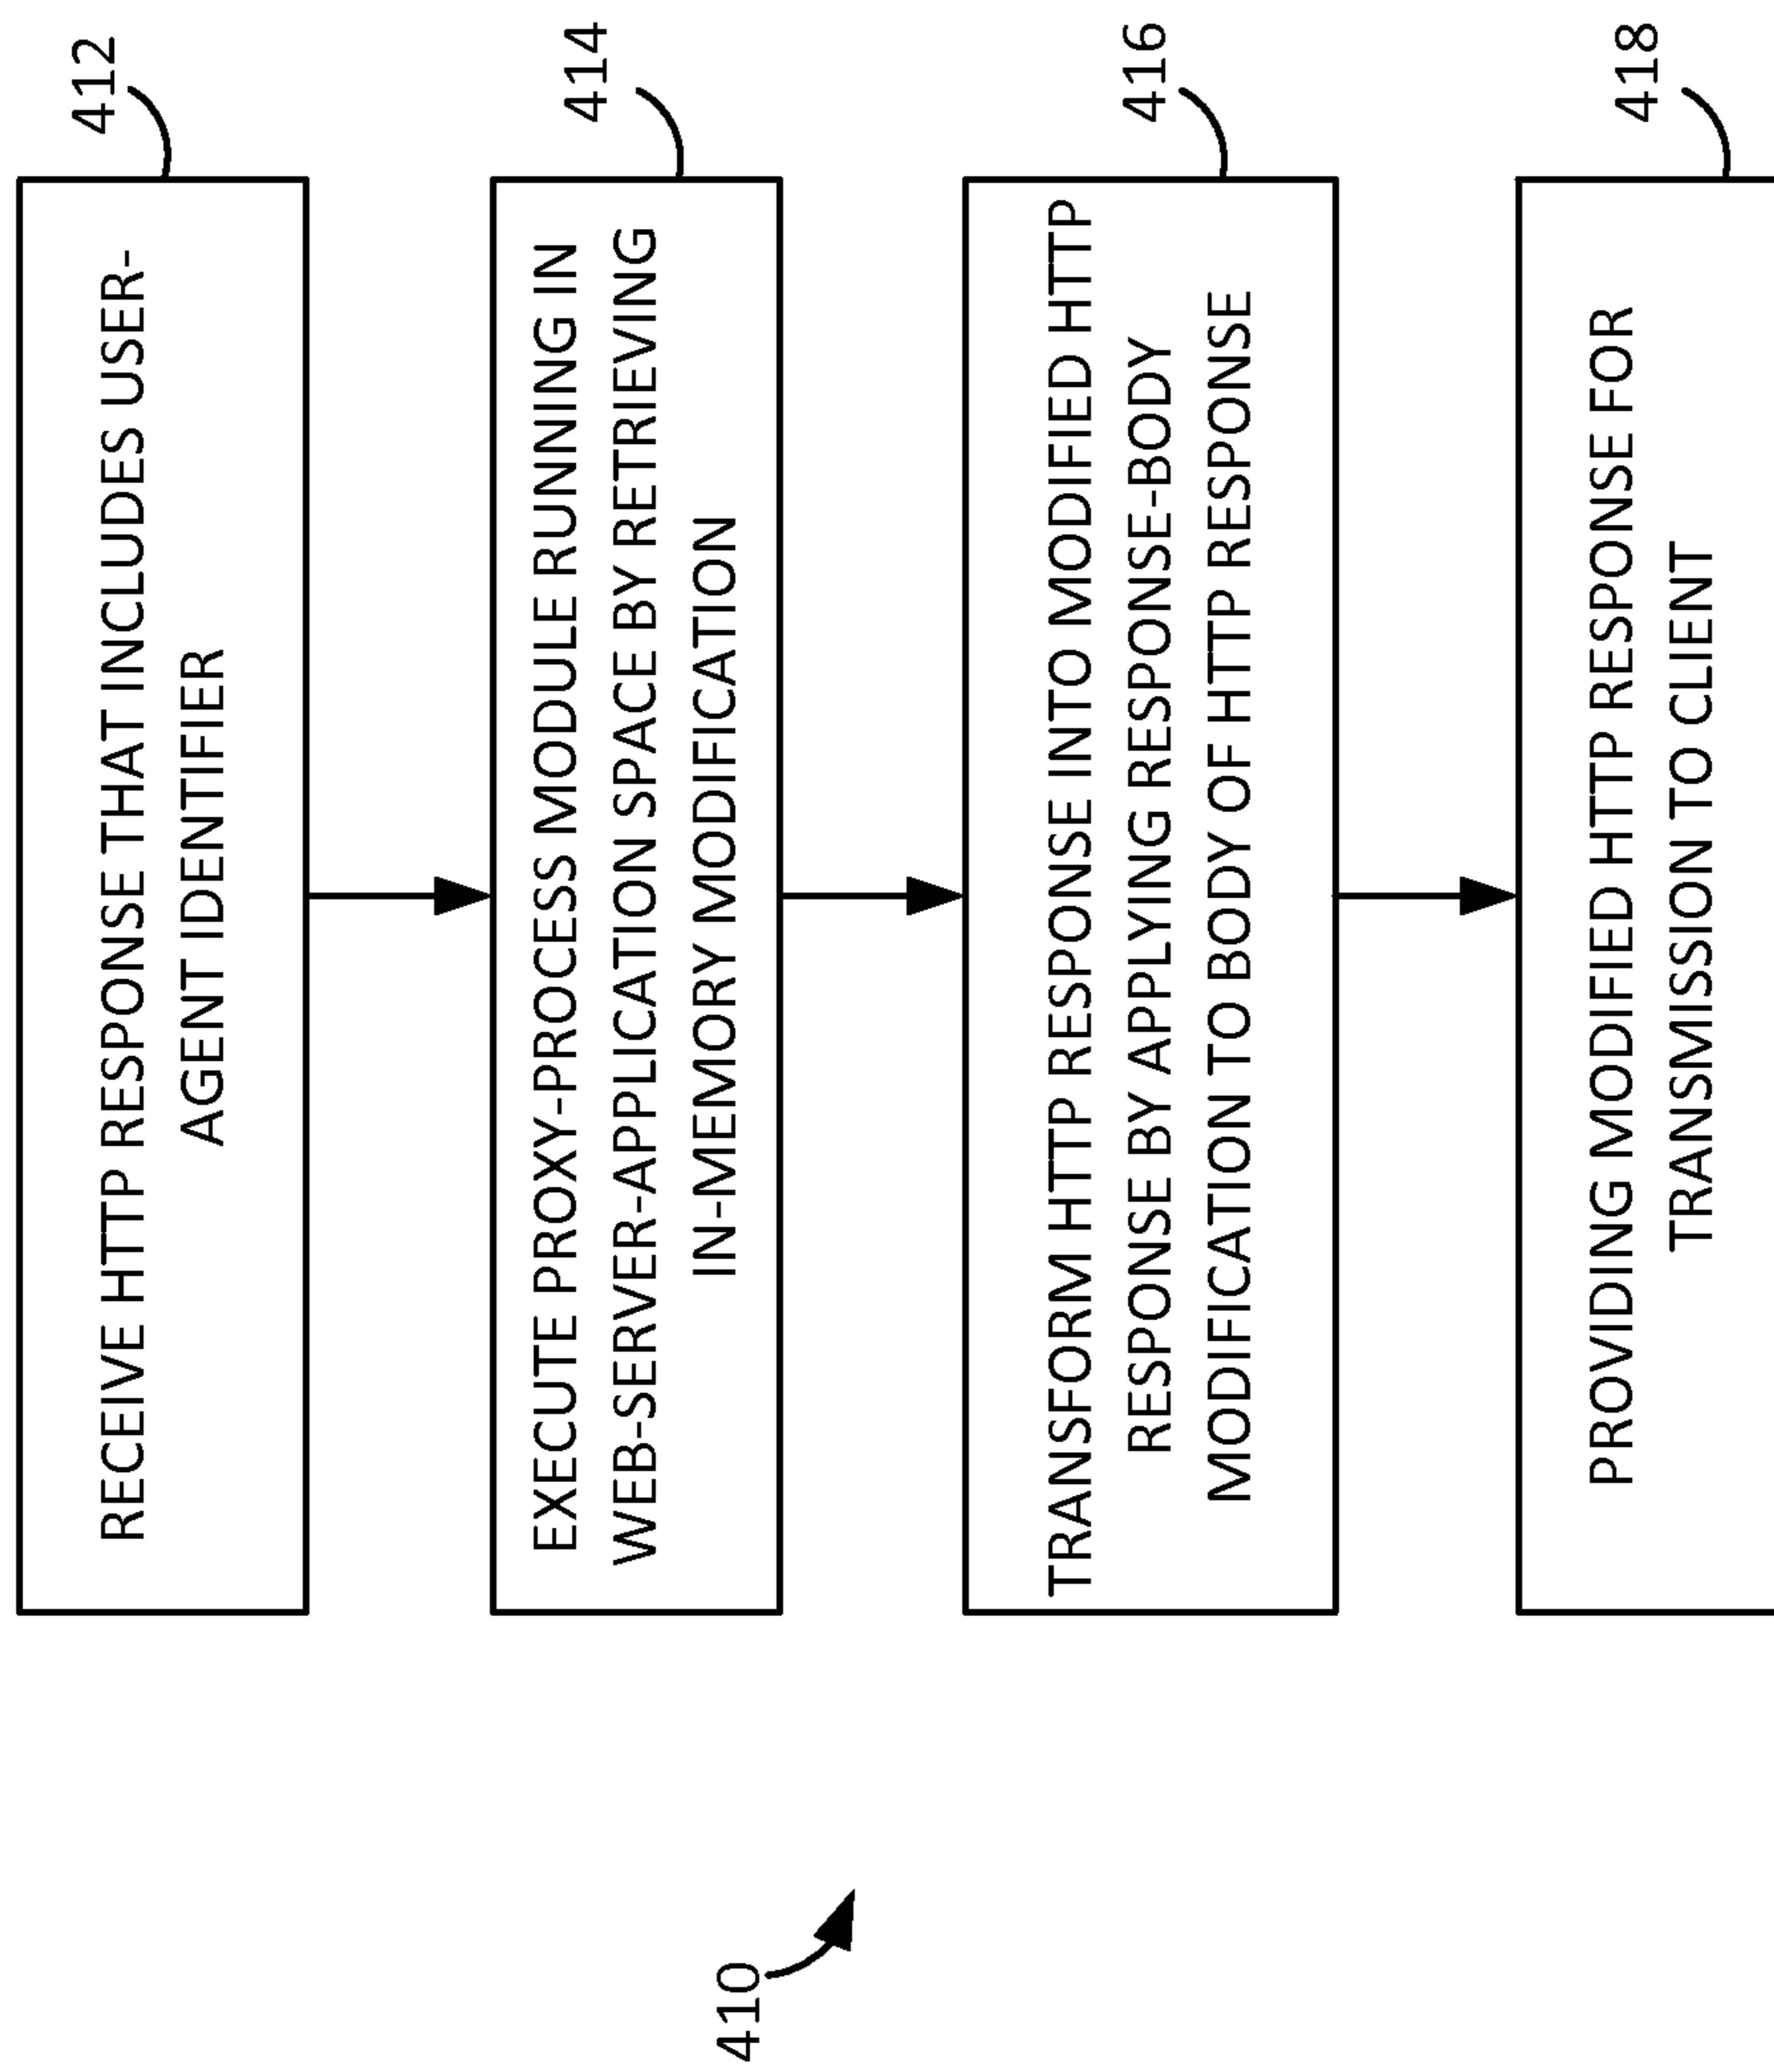 410
412
RECEIVE HTTP RESPONSE THAT INCLUDES USER-
AGENT IDENTIFIER
414
EXECUTE PROXY-PROCESS MODULE RUNNING IN
WEB-SERVER-APPLICATION SPACE BY RETRIEVING
IN-MEMORY MODIFICATION
416
TRANSFORM HTTP RESPONSE INTO MODIFIED HTTP
RESPONSE BY APPLYING RESPONSE-BODY
MODIFICATION TO BODY OF HTTP RESPONSE
418
PROVIDING MODIFIED HTTP RESPONSE FOR
TRANSMISSION TO CLIENT